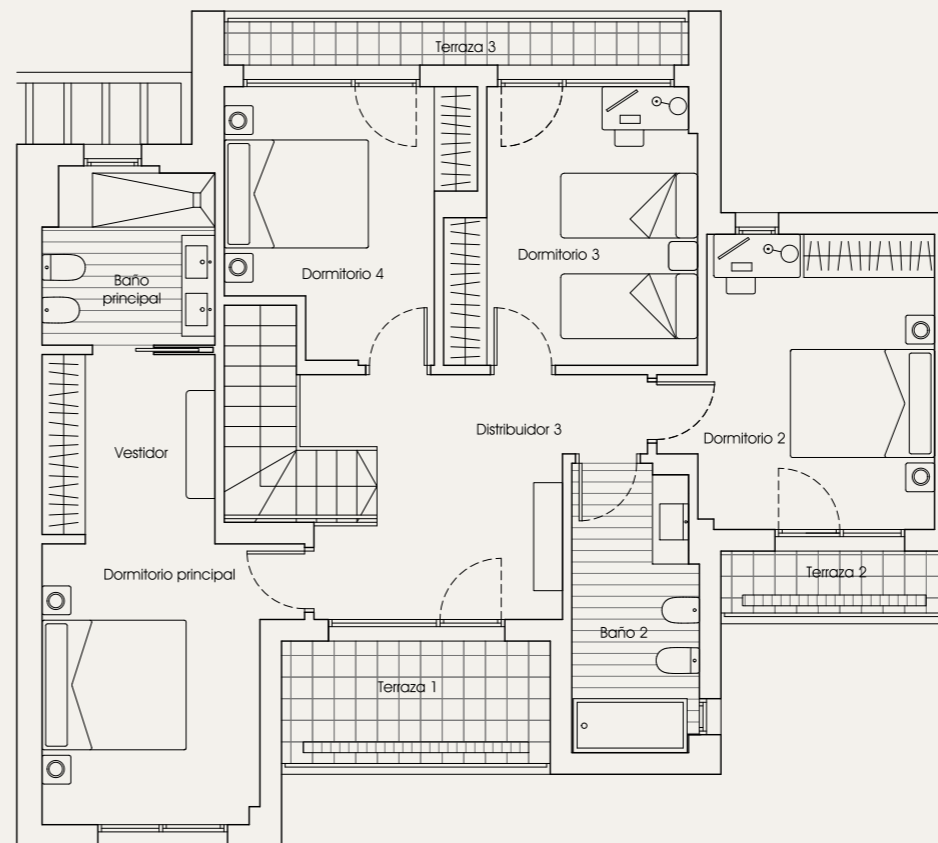 Terraza 3
Dormitorio 4
Dormitorio 3
Baño
principal
Distribuidor 3
Dormitorio 2
Vestidor
Dormitorio principal
Terraza 2
Baño 2
Terraza 1